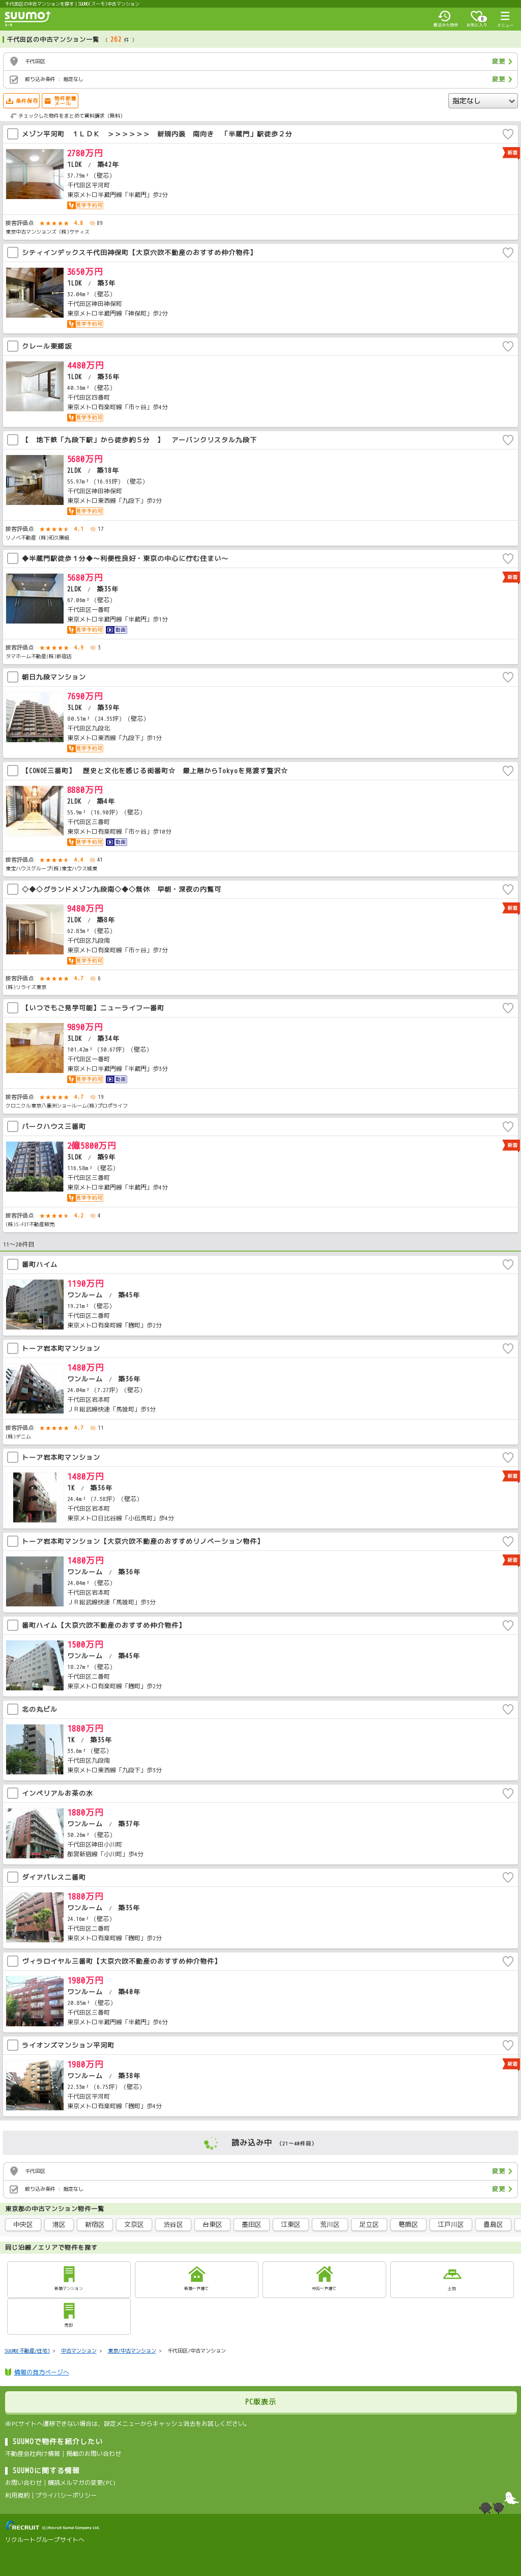 千代田区の中古マンションを探す｜SUUMO(スーモ)中古マンション
SUUMO
最近みた物件 お気に入り 0 メニュー
千代田区の中古マンション一覧 （ 262 件 ）
千代田区 変更
絞り込み条件 : 指定なし 変更
条件保存 物件新着メール 指定なし
チェックした物件をまとめて資料請求（無料）
メゾン平河町 １ＬＤＫ ＞＞＞＞＞＞ 新規内装 南向き 「半蔵門」駅徒歩２分
新着
2780万円
1LDK / 築42年
37.79m²（壁芯）
千代田区平河町
東京メトロ半蔵門線「半蔵門」歩2分
見学予約可
接客評価点 ★★★★★ 4.8 89
東京中古マンションズ (株)サティス
シティインデックス千代田神保町【大京穴吹不動産のおすすめ仲介物件】
3650万円
1LDK / 築3年
32.04m²（壁芯）
千代田区神田神保町
東京メトロ半蔵門線「神保町」歩2分
見学予約可
クレール東郷坂
4480万円
1LDK / 築36年
40.16m²（壁芯）
千代田区四番町
東京メトロ有楽町線「市ヶ谷」歩4分
見学予約可
【 地下鉄「九段下駅」から徒歩約５分 】 アーバンクリスタル九段下
5680万円
2LDK / 築18年
55.97m²（16.93坪）（壁芯）
千代田区神田神保町
東京メトロ東西線「九段下」歩2分
見学予約可
接客評価点 ★★★★★ 4.1 17
リノベ不動産 (株)和久環組
◆半蔵門駅徒歩１分◆～利便性良好・東京の中心に佇む住まい～
新着
5680万円
2LDK / 築35年
67.06m²（壁芯）
千代田区一番町
東京メトロ半蔵門線「半蔵門」歩1分
見学予約可 動画
接客評価点 ★★★★★ 4.9 3
タマホーム不動産(株)新宿店
朝日九段マンション
7690万円
3LDK / 築39年
80.51m²（24.35坪）（壁芯）
千代田区九段北
東京メトロ東西線「九段下」歩1分
見学予約可
【CONOE三番町】 歴史と文化を感じる街番町☆ 最上階からTokyoを見渡す贅沢☆
8880万円
2LDK / 築4年
55.9m²（16.90坪）（壁芯）
千代田区三番町
東京メトロ有楽町線「市ヶ谷」歩10分
見学予約可 動画
接客評価点 ★★★★★ 4.4 41
東宝ハウスグループ(株)東宝ハウス城東
◇◆◇グランドメゾン九段南◇◆◇無休 早朝・深夜の内覧可
新着
9480万円
2LDK / 築8年
62.83m²（壁芯）
千代田区九段南
東京メトロ有楽町線「市ヶ谷」歩7分
見学予約可
接客評価点 ★★★★★ 4.7 6
(株)リライズ東京
【いつでもご見学可能】ニューライフ一番町
9890万円
3LDK / 築34年
101.42m²（30.67坪）（壁芯）
千代田区一番町
東京メトロ半蔵門線「半蔵門」歩3分
見学予約可 動画
接客評価点 ★★★★★ 4.7 19
クロニクル東京八重洲ショールーム(株)プロポライフ
パークハウス三番町
新着
2億5800万円
3LDK / 築9年
116.58m²（壁芯）
千代田区三番町
東京メトロ半蔵門線「半蔵門」歩4分
見学予約可
接客評価点 ★★★★★ 4.2 4
(株)S-FIT不動産販売
11～20件目
番町ハイム
1190万円
ワンルーム / 築45年
19.21m²（壁芯）
千代田区二番町
東京メトロ有楽町線「麹町」歩2分
トーア岩本町マンション
1480万円
ワンルーム / 築36年
24.04m²（7.27坪）（壁芯）
千代田区岩本町
ＪＲ総武線快速「馬喰町」歩3分
接客評価点 ★★★★★ 4.7 11
(株)デニム
トーア岩本町マンション
新着
1480万円
1K / 築36年
24.4m²（7.38坪）（壁芯）
千代田区岩本町
東京メトロ日比谷線「小伝馬町」歩4分
トーア岩本町マンション【大京穴吹不動産のおすすめリノベーション物件】
新着
1480万円
ワンルーム / 築36年
24.04m²（壁芯）
千代田区岩本町
ＪＲ総武線快速「馬喰町」歩3分
番町ハイム【大京穴吹不動産のおすすめ仲介物件】
1500万円
ワンルーム / 築45年
18.27m²（壁芯）
千代田区二番町
東京メトロ有楽町線「麹町」歩2分
北の丸ビル
1880万円
1K / 築35年
33.0m²（壁芯）
千代田区九段南
東京メトロ東西線「九段下」歩3分
インペリアルお茶の水
1880万円
ワンルーム / 築37年
30.26m²（壁芯）
千代田区神田小川町
都営新宿線「小川町」歩4分
ダイアパレス二番町
1880万円
ワンルーム / 築35年
24.16m²（壁芯）
千代田区二番町
東京メトロ有楽町線「麹町」歩2分
ヴィラロイヤル三番町【大京穴吹不動産のおすすめ仲介物件】
1980万円
ワンルーム / 築40年
20.85m²（壁芯）
千代田区三番町
東京メトロ半蔵門線「半蔵門」歩6分
ライオンズマンション平河町
新着
1980万円
ワンルーム / 築38年
22.33m²（6.75坪）（壁芯）
千代田区平河町
東京メトロ有楽町線「麹町」歩4分
読み込み中 （21～40件目）
千代田区 変更
絞り込み条件 : 指定なし 変更
東京都の中古マンション物件一覧
中央区 港区 新宿区 文京区 渋谷区 台東区 墨田区 江東区 荒川区 足立区 葛飾区 江戸川区 豊島区
同じ沿線／エリアで物件を探す
新築マンション 新築一戸建て 中古一戸建て 土地
売却
SUUMO(不動産/住宅) > 中古マンション > 東京/中古マンション > 千代田区/中古マンション
情報の見方ページへ
PC版表示
※PCサイトへ遷移できない場合は、設定メニューからキャッシュ消去をお試しください。
SUUMOで物件を紹介したい
不動産会社向け情報｜掲載のお問い合わせ
SUUMOに関する情報
お問い合わせ｜購読メルマガの変更(PC)
利用規約｜プライバシーポリシー
RECRUIT (C)Recruit Sumai Company Ltd.
リクルートグループサイトへ